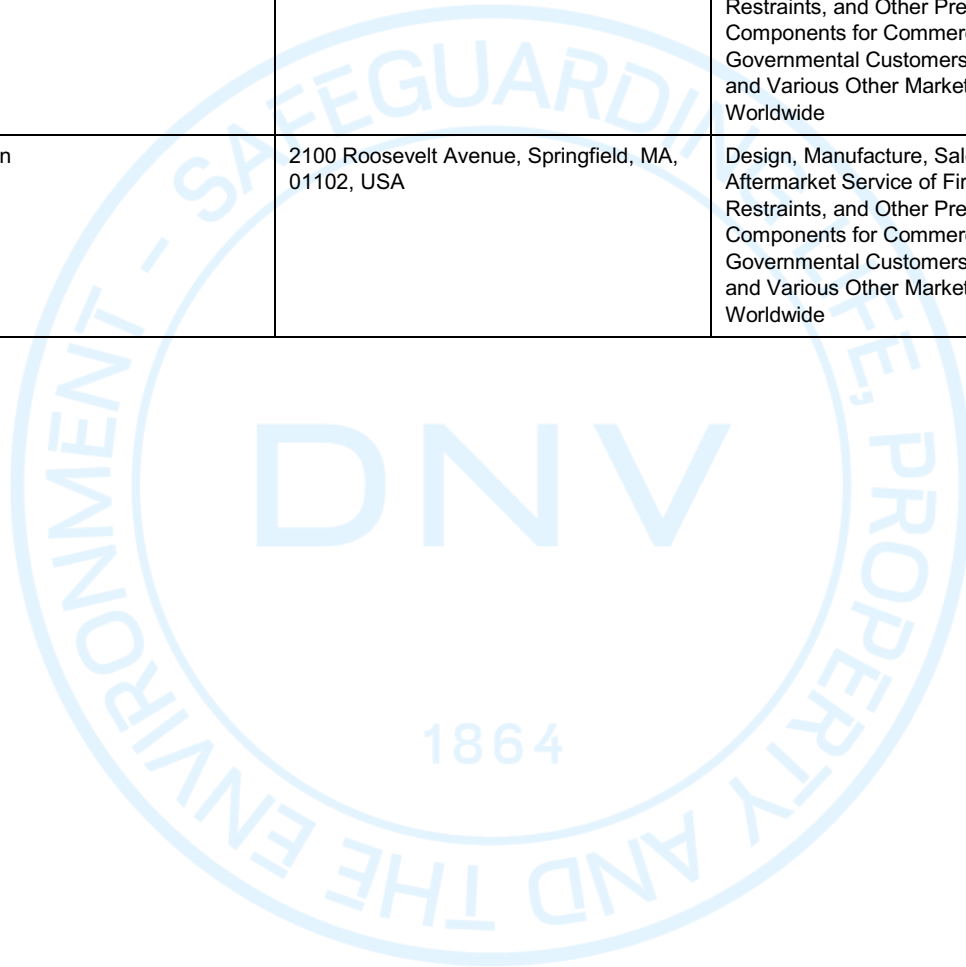 Restraints, and Other Pre
Components for Commer
Governmental Customers
and Various Other Market
Worldwide
n
2100 Roosevelt Avenue, Springfield, MA,
01102, USA
Design, Manufacture, Sal
Aftermarket Service of Fir
Restraints, and Other Pre
Components for Commer
Governmental Customers
and Various Other Market
Worldwide
SAFEGUARDING LIFE, PROPERTY AND THE ENVIRONMENT -
DNV
1864